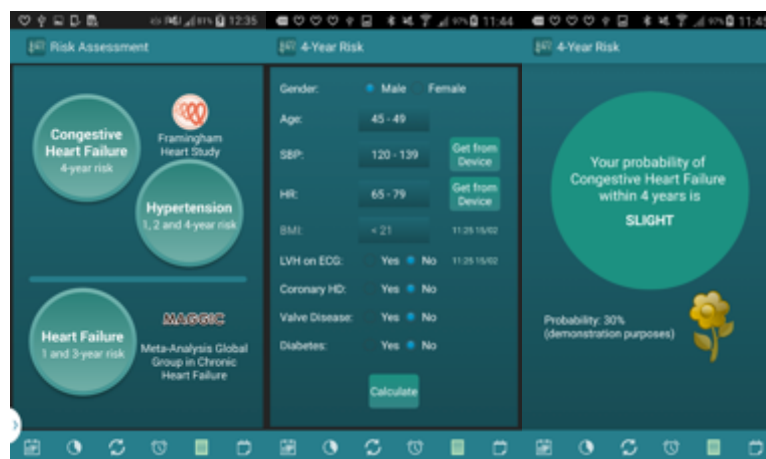 81% 12:35
Risk Assessment
Congestive
Heart Failure
4-year risk
Framingham
Heart Study
Hypertension
1, 2 and 4-year risk
Heart Failure
1 and 3-year risk
MAGGIC
Meta-Analysis Global
Group in Chronic
Heart Failure
97% 11:44
4-Year Risk
Gender: Male Female
Age: 45 - 49
SBP: 120 - 139 Get from
Device
HR: 65 - 79 Get from
Device
BMI: < 21 11:25 15/02
LVH on ECG: Yes No 11:25 15/02
Coronary HD: Yes No
Valve Disease: Yes No
Diabetes: Yes No
Calculate
97% 11:45
4-Year Risk
Your probability of
Congestive Heart Failure
within 4 years is
SLIGHT
Probability: 30%
(demonstration purposes)